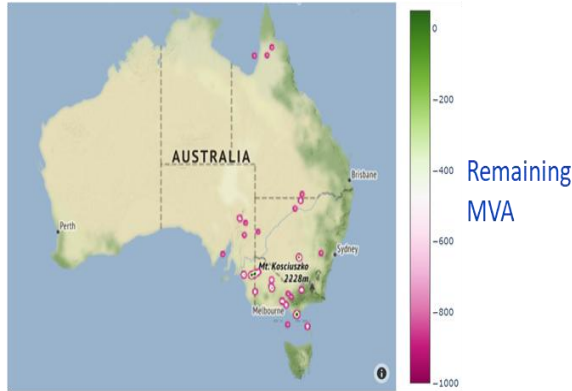 AUSTRALIA
Brisbane
Perth
Sydney
Mt. Kosciuszko
2228m
Melbourne
i
0
−200
−400
−600
−800
−1000
Remaining
MVA